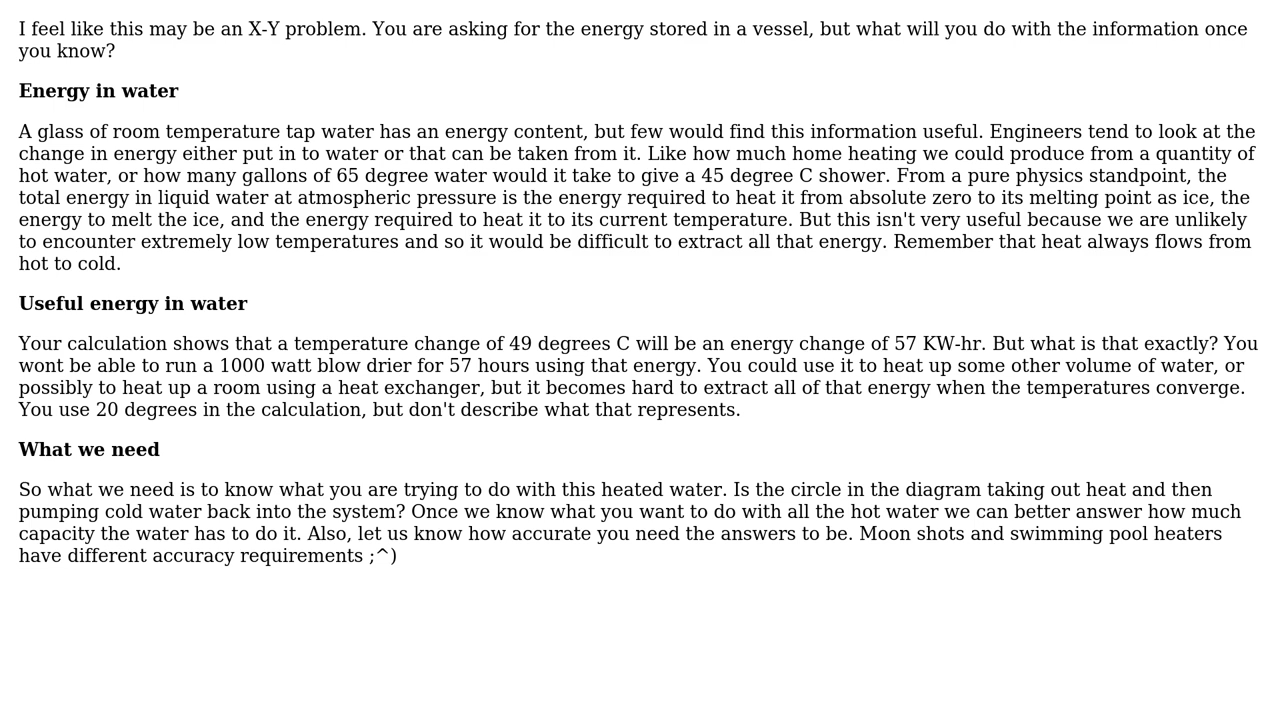 I feel like this may be an X-Y problem. You are asking for the energy stored in a vessel, but what will you do with the information once
you know?
Energy in water
A glass of room temperature tap water has an energy content, but few would find this information useful. Engineers tend to look at the
change in energy either put in to water or that can be taken from it. Like how much home heating we could produce from a quantity of
hot water, or how many gallons of 65 degree water would it take to give a 45 degree C shower. From a pure physics standpoint, the
total energy in liquid water at atmospheric pressure is the energy required to heat it from absolute zero to its melting point as ice, the
energy to melt the ice, and the energy required to heat it to its current temperature. But this isn't very useful because we are unlikely
to encounter extremely low temperatures and so it would be difficult to extract all that energy. Remember that heat always flows from
hot to cold.
Useful energy in water
Your calculation shows that a temperature change of 49 degrees C will be an energy change of 57 KW-hr. But what is that exactly? You
wont be able to run a 1000 watt blow drier for 57 hours using that energy. You could use it to heat up some other volume of water, or
possibly to heat up a room using a heat exchanger, but it becomes hard to extract all of that energy when the temperatures converge.
You use 20 degrees in the calculation, but don't describe what that represents.
What we need
So what we need is to know what you are trying to do with this heated water. Is the circle in the diagram taking out heat and then
pumping cold water back into the system? Once we know what you want to do with all the hot water we can better answer how much
capacity the water has to do it. Also, let us know how accurate you need the answers to be. Moon shots and swimming pool heaters
have different accuracy requirements ;^)